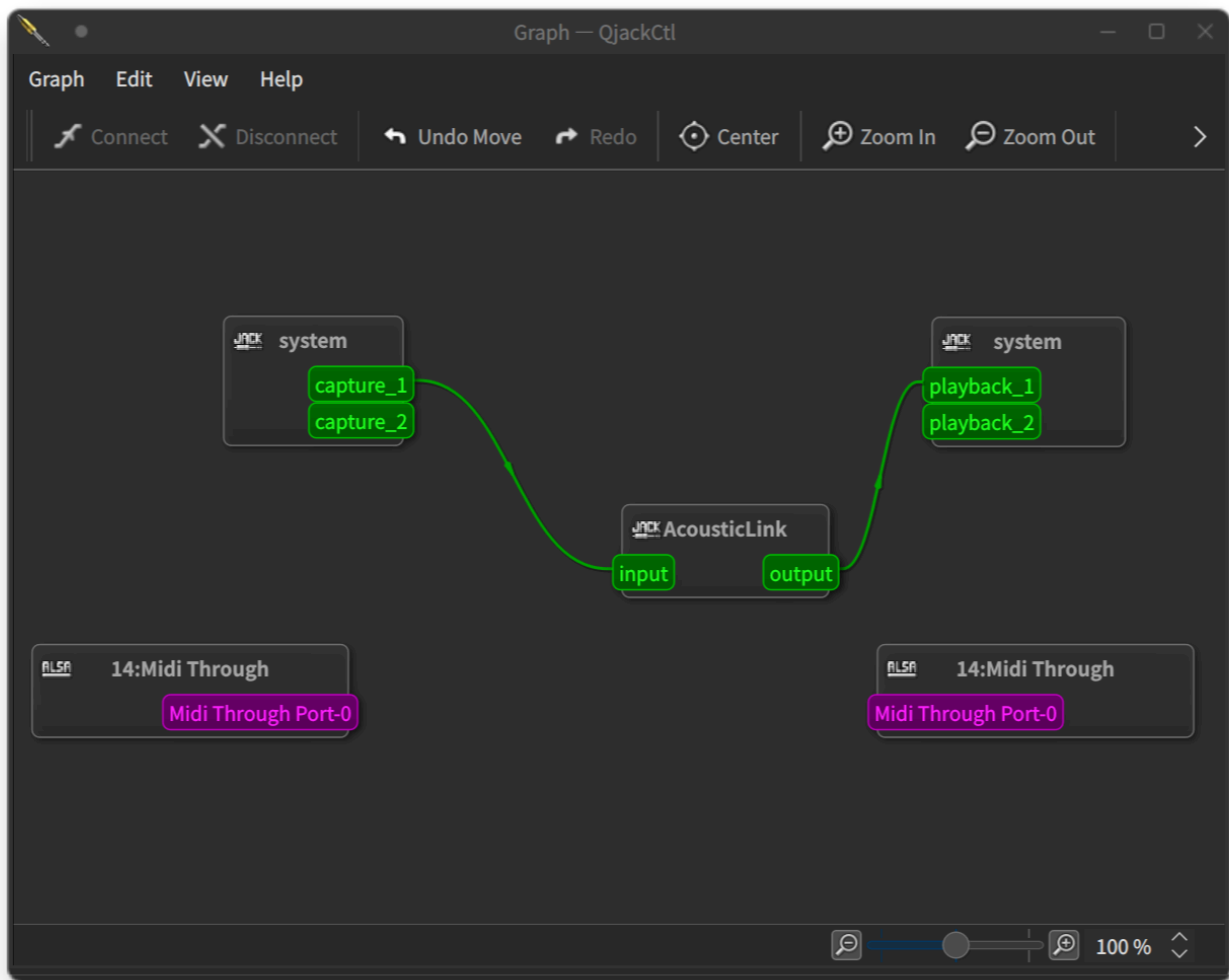 Graph — QjackCtl
Graph Edit View Help
Connect Disconnect Undo Move Redo Center Zoom In Zoom Out
JACK system
capture_1
capture_2
JACK system
playback_1
playback_2
JACK AcousticLink
input output
ALSA 14:Midi Through
Midi Through Port-0
ALSA 14:Midi Through
Midi Through Port-0
100 %